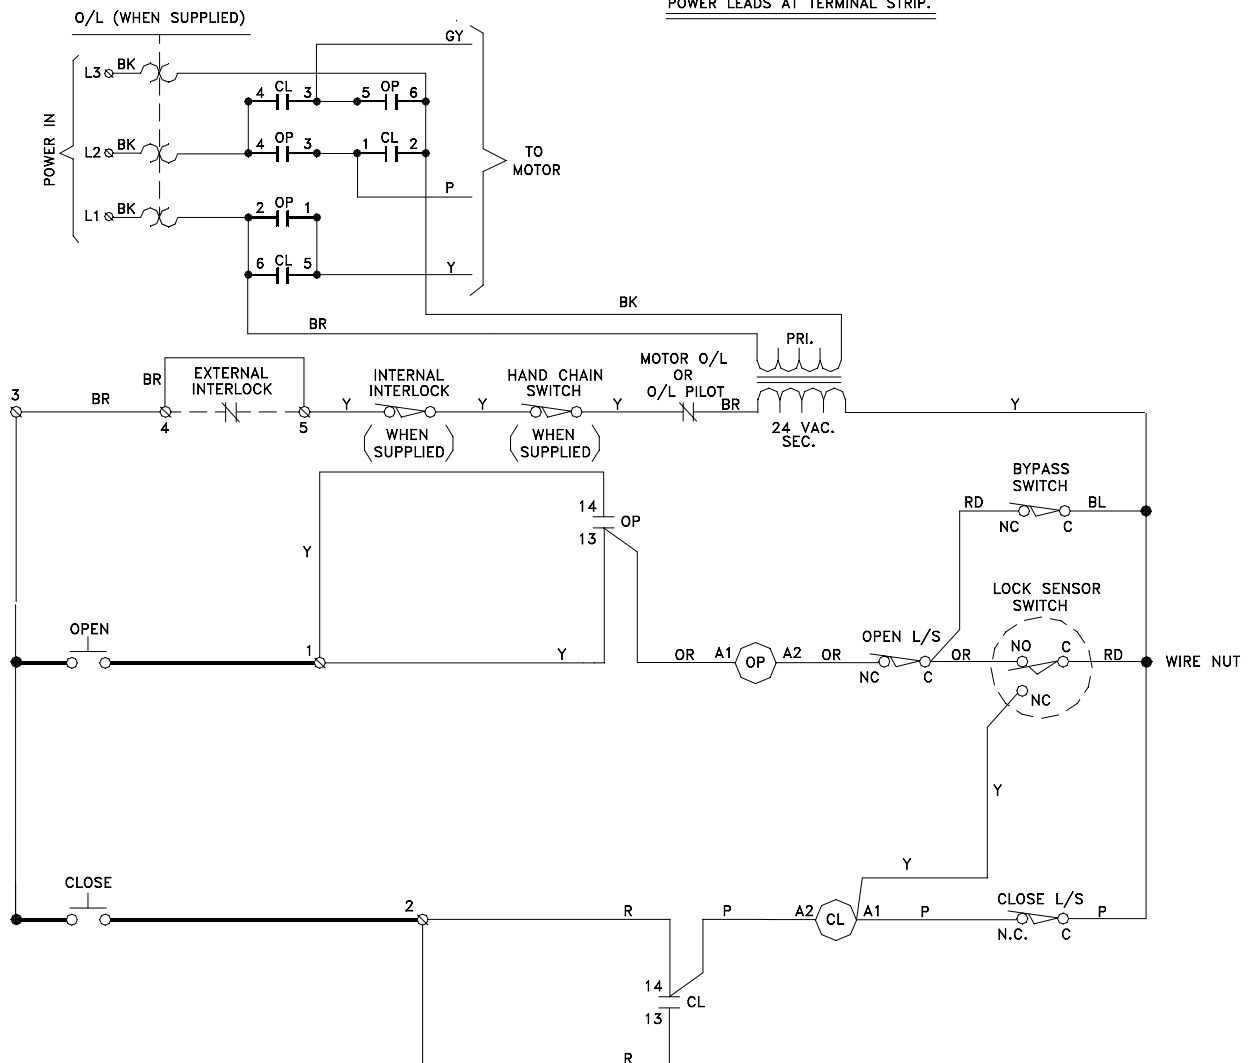 POWER LEADS AT TERMINAL STRIP.
O/L (WHEN SUPPLIED)
GY
L3 BK
4 CL 3 5 OP 6
POWER IN
L2 BK
4 OP 3 1 CL 2
TO
MOTOR
P
L1 BK
2 OP 1
6 CL 5
Y
BK
BR
PRI.
MOTOR O/L
OR
O/L PILOT
EXTERNAL
INTERLOCK
INTERNAL
INTERLOCK
HAND CHAIN
SWITCH
3
BR
BR
4
5
Y
Y
Y
BR
Y
(WHEN
SUPPLIED)
(WHEN
SUPPLIED)
24 VAC.
SEC.
BYPASS
SWITCH
RD
BL
NC
C
14
OP
13
Y
LOCK SENSOR
SWITCH
OPEN
1
Y
OR
A1
OP
A2
OR
OPEN L/S
NC
C
OR
NO
C
RD
WIRE NUT
NC
Y
Y
CLOSE
2
R
P
A2
CL
A1
P
CLOSE L/S
N.C.
C
P
14
CL
13
R